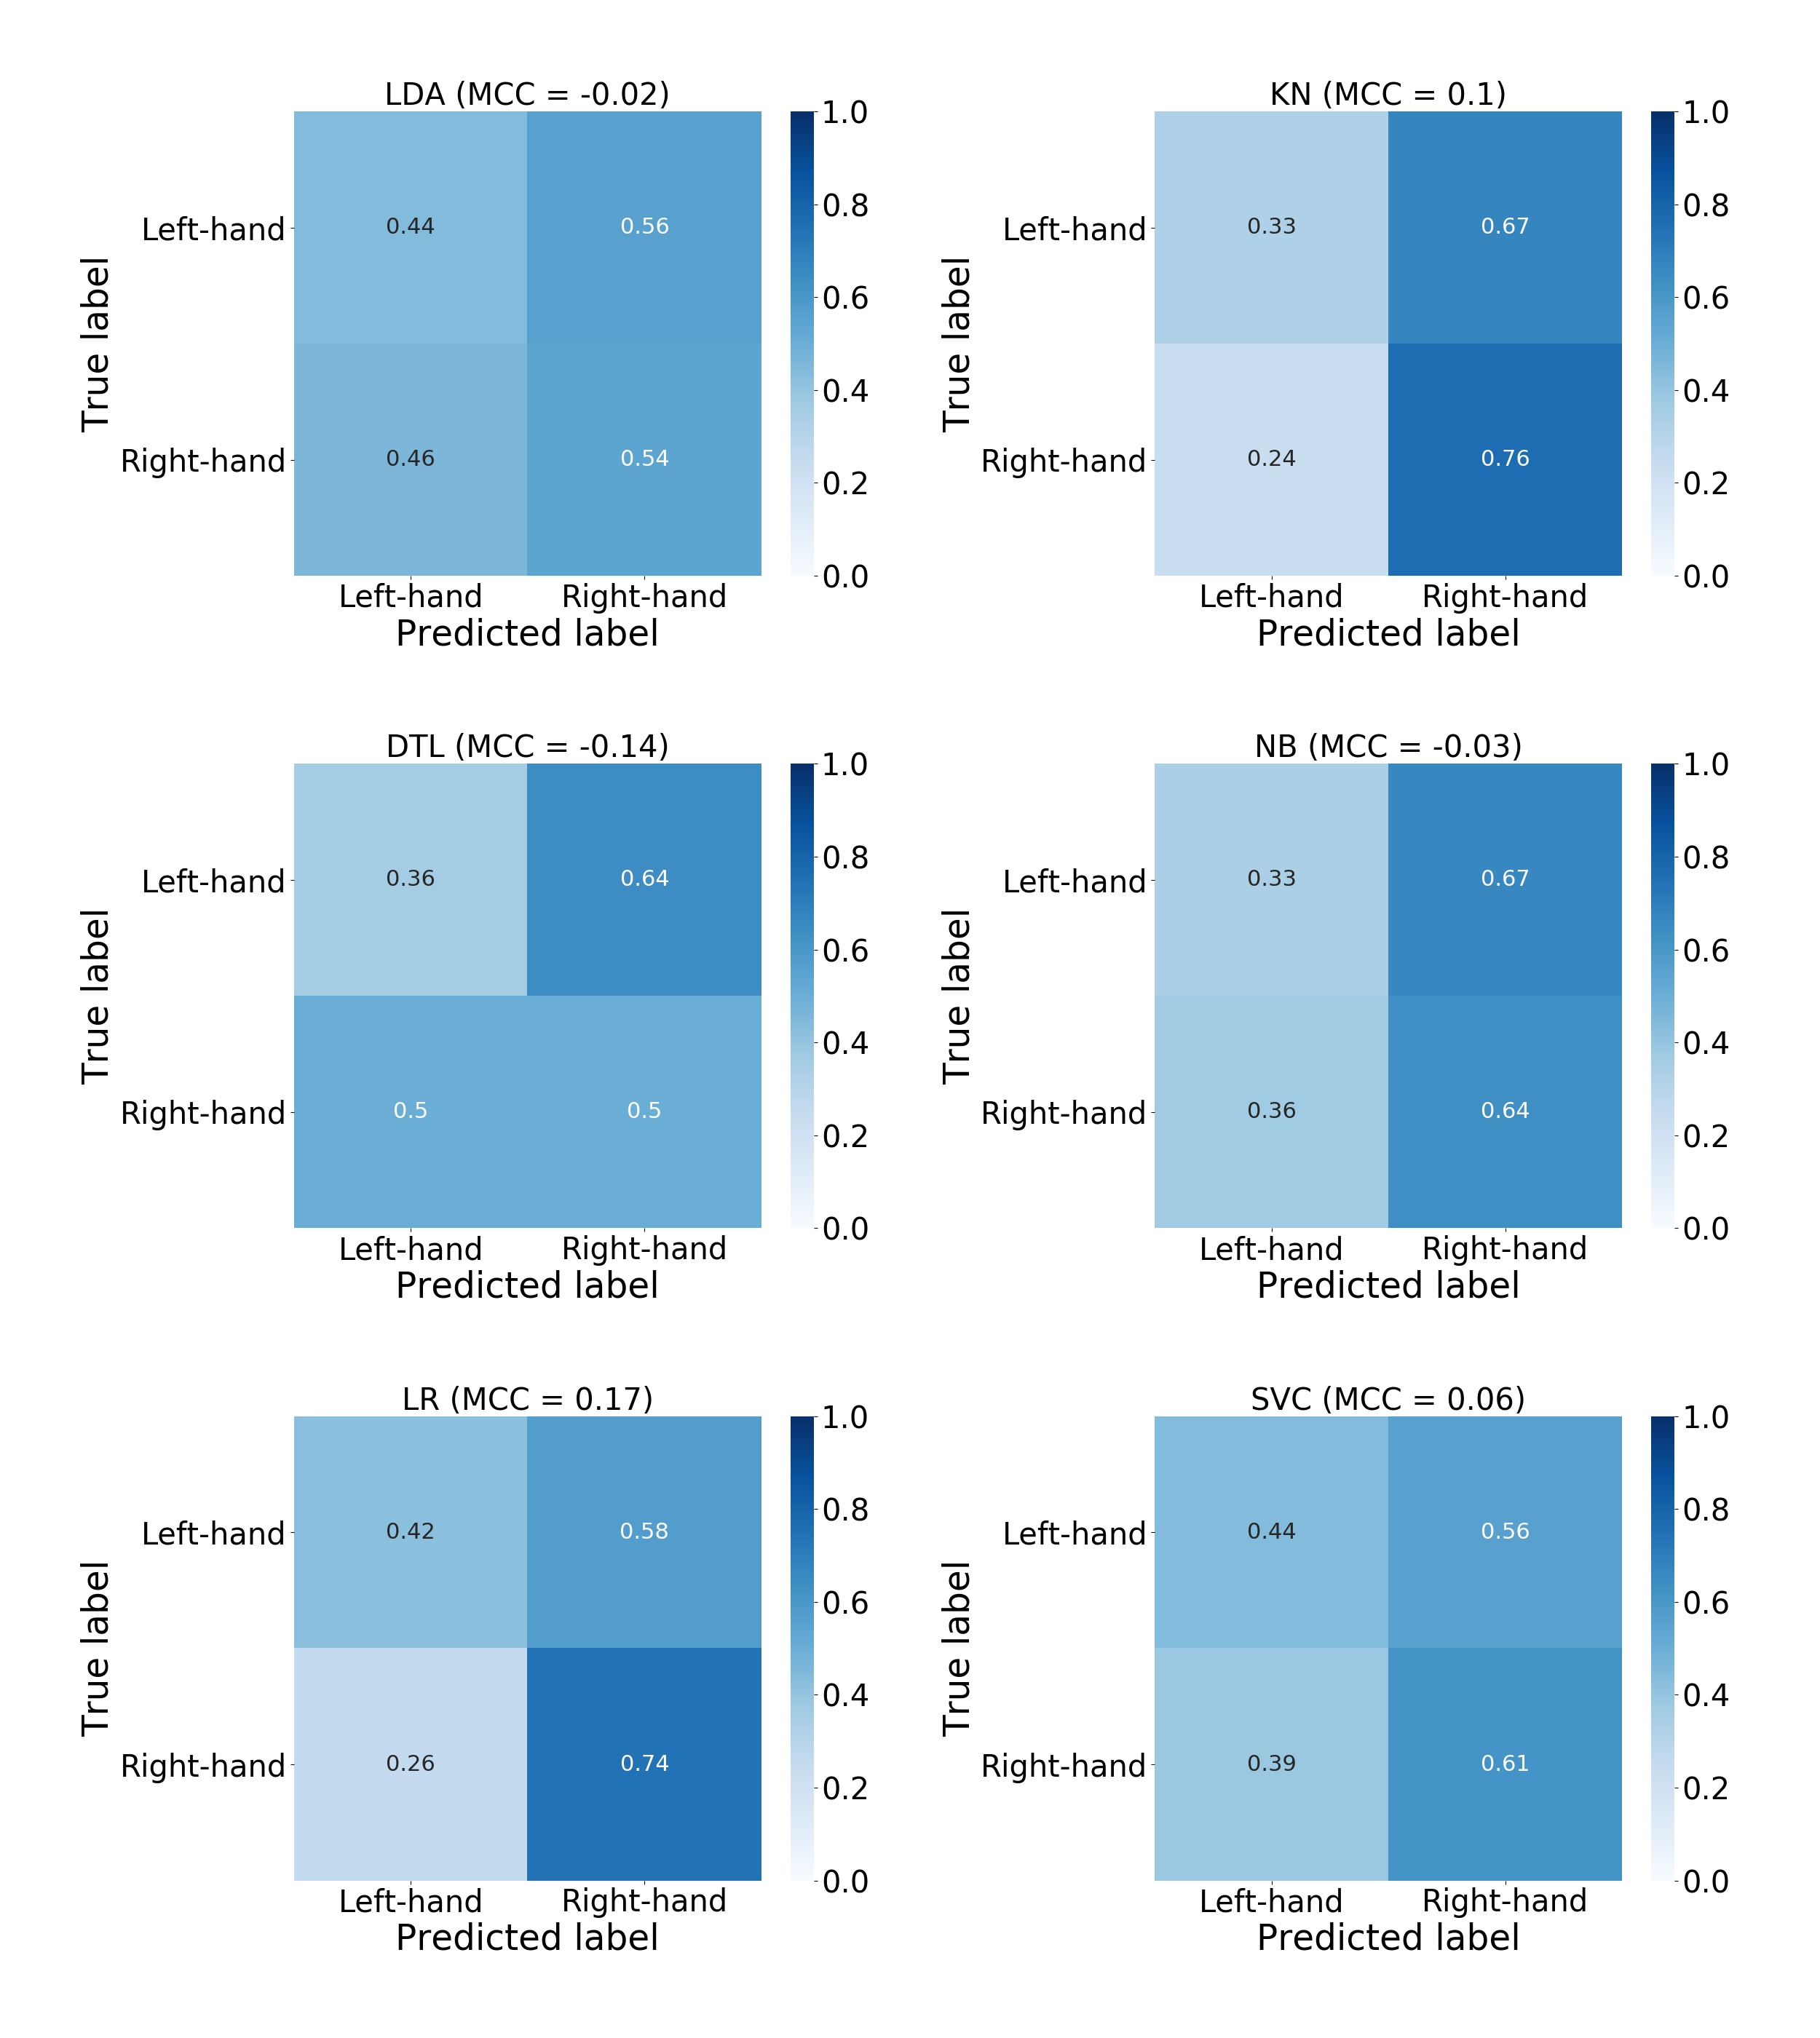 LDA (MCC = -0.02)
1.0
0.8
0.6
0.4
0.2
0.0
True label
Left-hand
0.44
0.56
Right-hand
0.46
0.54
Left-hand
Right-hand
Predicted label
KN (MCC = 0.1)
1.0
0.8
0.6
0.4
0.2
0.0
True label
Left-hand
0.33
0.67
Right-hand
0.24
0.76
Left-hand
Right-hand
Predicted label
DTL (MCC = -0.14)
1.0
0.8
0.6
0.4
0.2
0.0
True label
Left-hand
0.36
0.64
Right-hand
0.5
0.5
Left-hand
Right-hand
Predicted label
NB (MCC = -0.03)
1.0
0.8
0.6
0.4
0.2
0.0
True label
Left-hand
0.33
0.67
Right-hand
0.36
0.64
Left-hand
Right-hand
Predicted label
LR (MCC = 0.17)
1.0
0.8
0.6
0.4
0.2
0.0
True label
Left-hand
0.42
0.58
Right-hand
0.26
0.74
Left-hand
Right-hand
Predicted label
SVC (MCC = 0.06)
1.0
0.8
0.6
0.4
0.2
0.0
True label
Left-hand
0.44
0.56
Right-hand
0.39
0.61
Left-hand
Right-hand
Predicted label